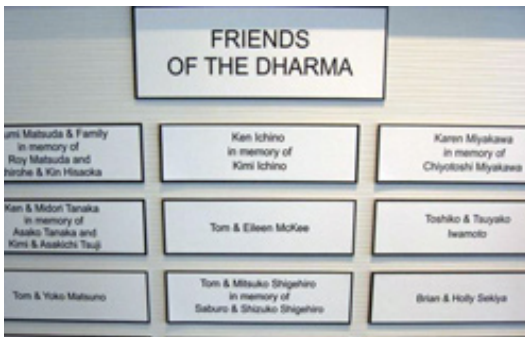 FRIENDS
OF THE DHARMA
umi Matsuda & Family
in memory of
Roy Matsuda and
hirohe & Kin Hisaoka
Ken Ichino
in memory of
Kimi Ichino
Karen Miyakawa
in memory of
Chiyotoshi Miyakawa
Ken & Midori Tanaka
in memory of
Asako Tanaka and
Kimi & Asakichi Tsuji
Tom & Eileen McKee
Toshiko & Tsuyako
Iwamoto
Tom & Yoko Matsuno
Tom & Mitsuko Shigehiro
in memory of
Saburo & Shizuko Shigehiro
Brian & Holly Sekiya